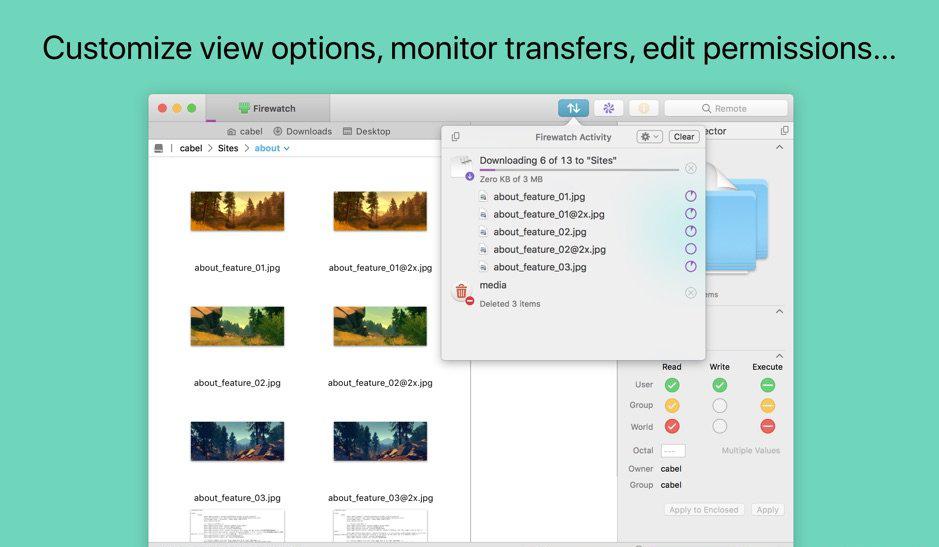 Customize view options, monitor transfers, edit permissions...
Firewatch
Remote
cabel Downloads Desktop
cabel Sites about
Firewatch Activity
Clear
ector
Downloading 6 of 13 to "Sites"
Zero KB of 3 MB
about_feature_01.jpg
about_feature_01@2x.jpg
about_feature_02.jpg
about_feature_02@2x.jpg
about_feature_03.jpg
media
Deleted 3 items
ems
about_feature_01.jpg
about_feature_01@2x.jpg
about_feature_02.jpg
about_feature_02@2x.jpg
about_feature_03.jpg
about_feature_03@2x.jpg
Read Write Execute
User
Group
World
Octal --- Multiple Values
Owner cabel
Group cabel
Apply to Enclosed Apply